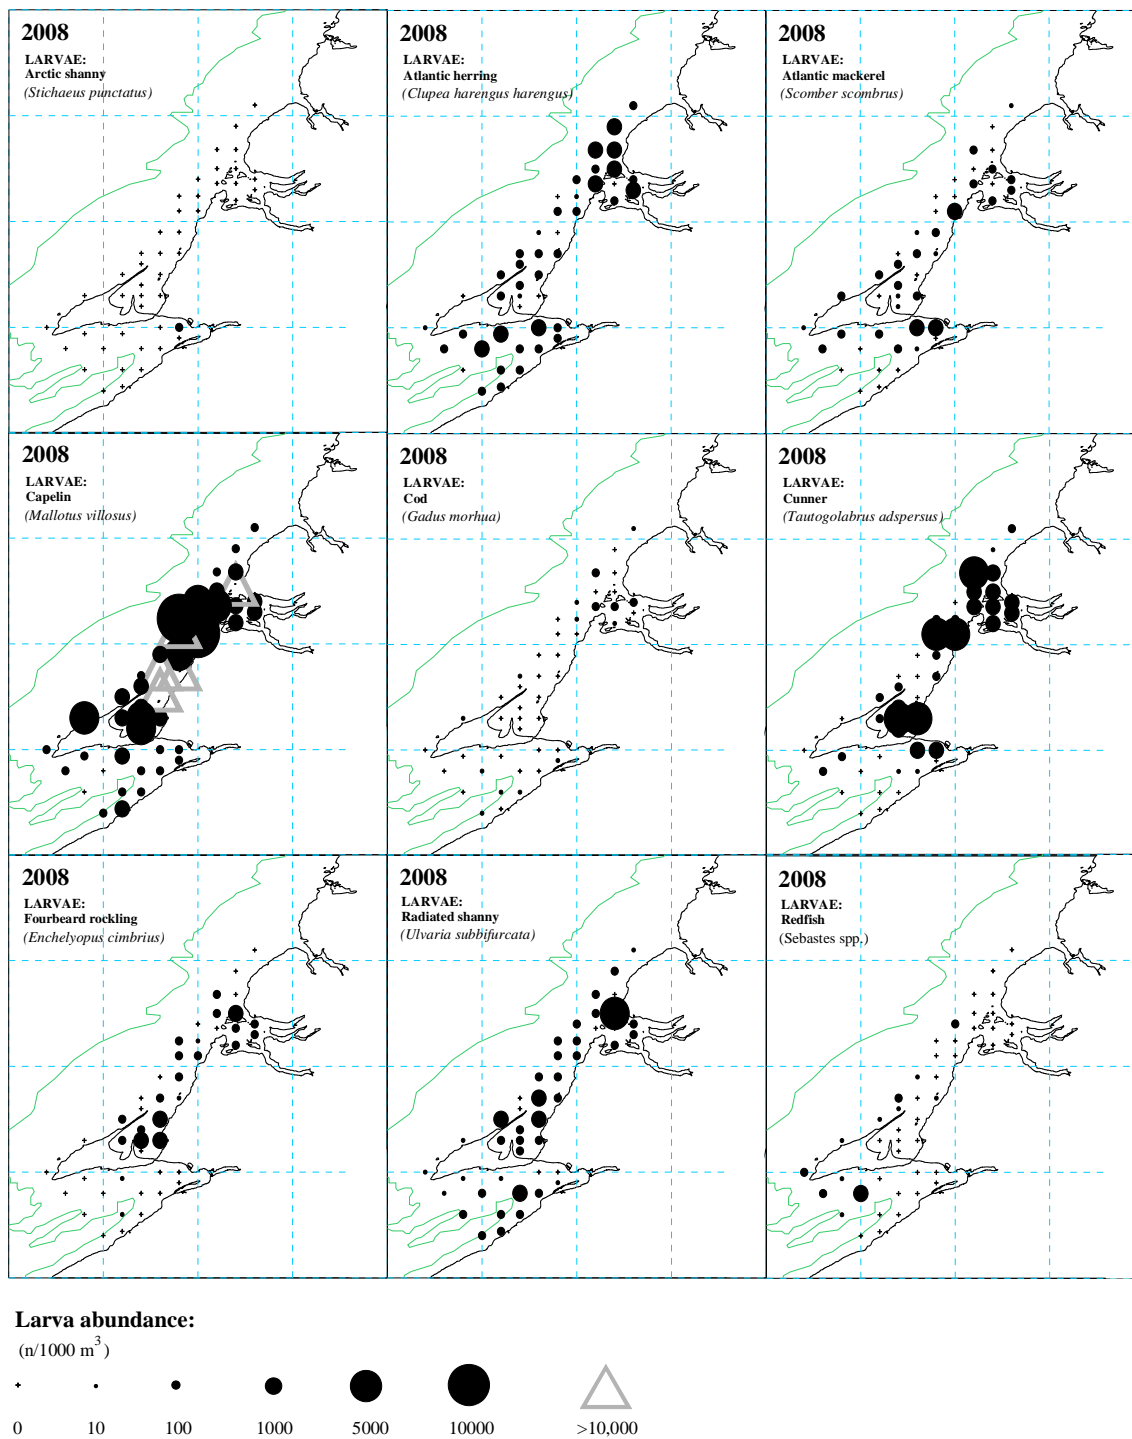 2008
LARVAE:
Arctic shanny
(Stichaeus punctatus)
2008
LARVAE:
Atlantic herring
(Clupea harengus harengus)
2008
LARVAE:
Atlantic mackerel
(Scomber scombrus)
2008
LARVAE:
Capelin
(Mallotus villosus)
2008
LARVAE:
Cod
(Gadus morhua)
2008
LARVAE:
Cunner
(Tautogolabrus adspersus)
2008
LARVAE:
Fourbeard rockling
(Enchelyopus cimbrius)
2008
LARVAE:
Radiated shanny
(Ulvaria subbifurcata)
2008
LARVAE:
Redfish
(Sebastes spp.)
Larva abundance:
(n/1000 m³)
0 10 100 1000 5000 10000 >10,000